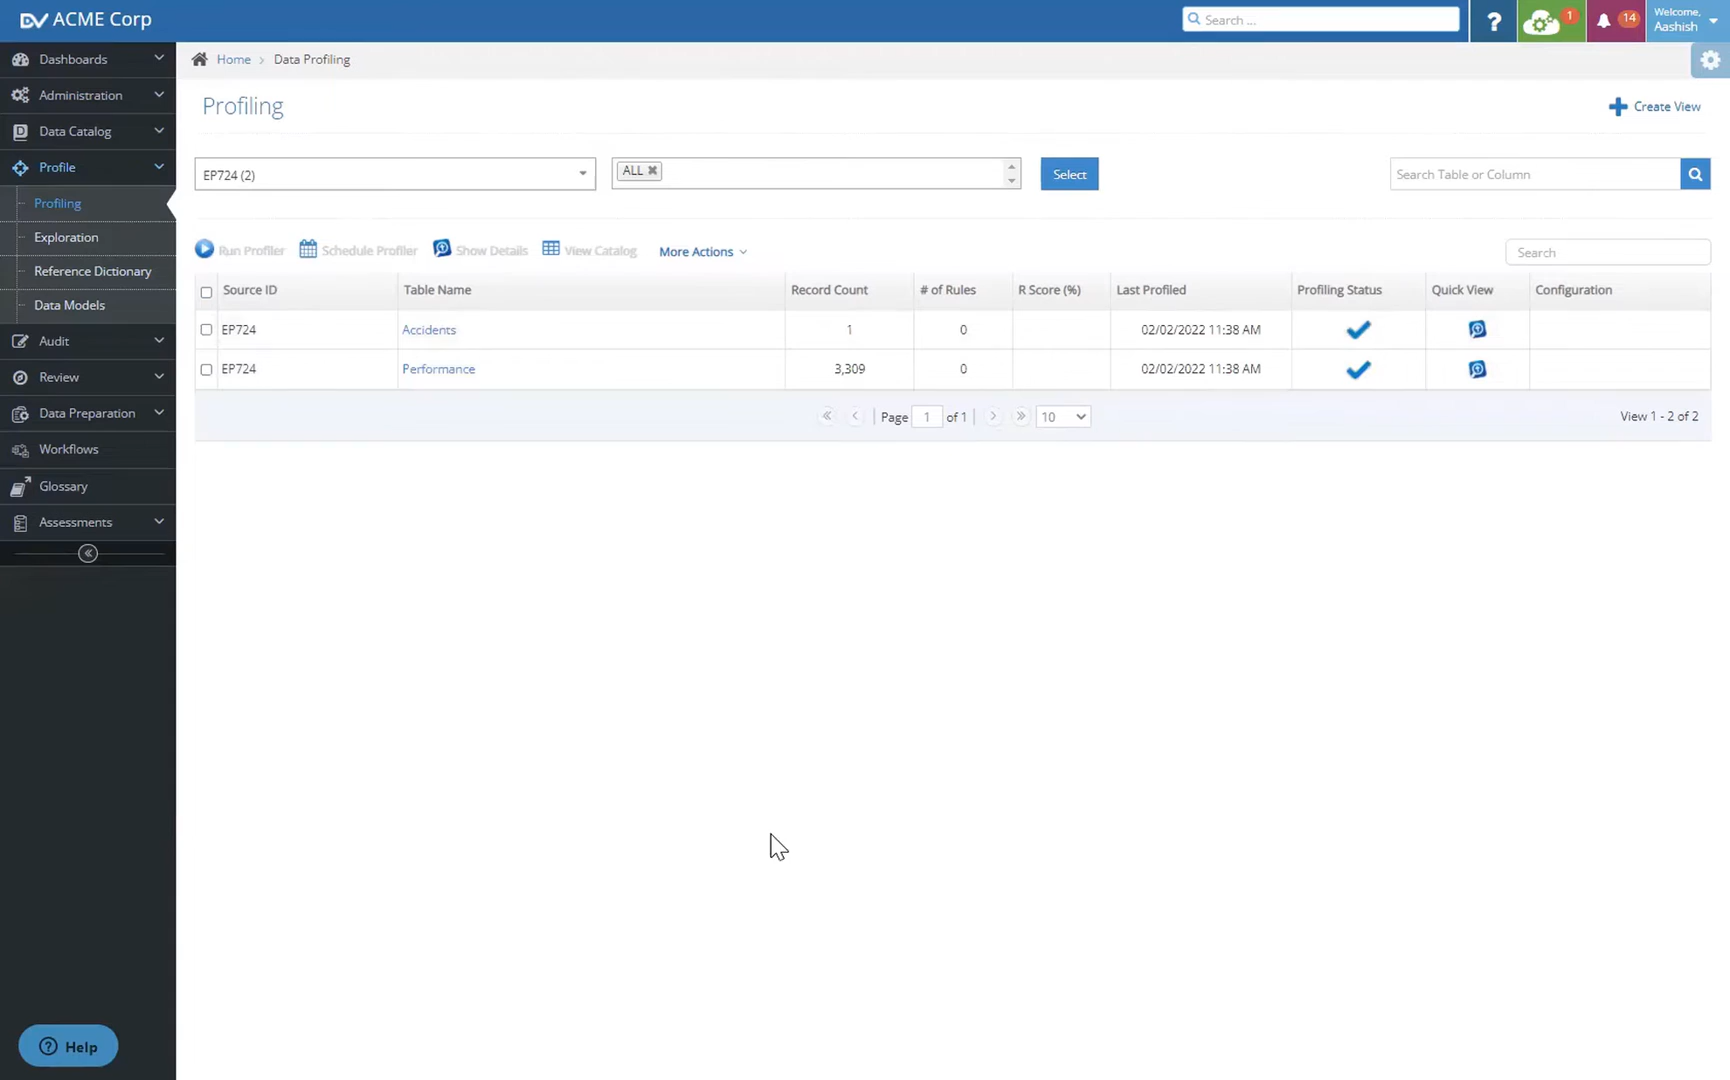 DV ACME Corp
Search ...
?
1
14
Welcome,
Aashish
Dashboards
Administration
Data Catalog
Profile
Profiling
Exploration
Reference Dictionary
Data Models
Audit
Review
Data Preparation
Workflows
Glossary
Assessments
Help
Home > Data Profiling
Profiling
Create View
EP724 (2)
ALL
Select
Search Table or Column
Run Profiler Schedule Profiler Show Details View Catalog More Actions
Search
Source ID Table Name Record Count # of Rules R Score (%) Last Profiled Profiling Status Quick View Configuration
EP724 Accidents 1 0 02/02/2022 11:38 AM
EP724 Performance 3,309 0 02/02/2022 11:38 AM
Page 1 of 1 10 View 1 - 2 of 2